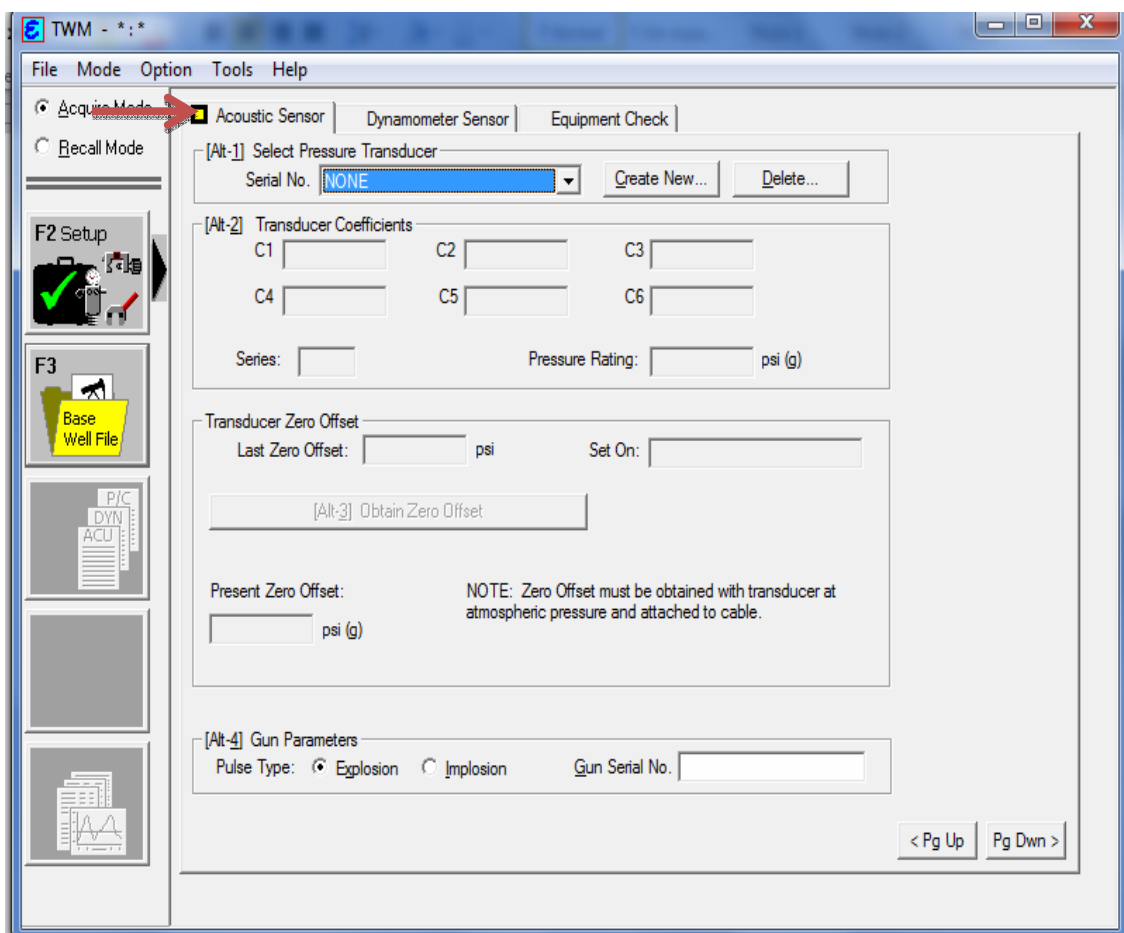 TWM - *:*
File Mode Option Tools Help
Acquire Mode
Recall Mode
F2 Setup
F3
Base
Well File
P/C
DYN
ACU
Acoustic Sensor Dynamometer Sensor Equipment Check
[Alt-1] Select Pressure Transducer
Serial No. NONE Create New... Delete...
[Alt-2] Transducer Coefficients
C1 C2 C3
C4 C5 C6
Series: Pressure Rating: psi (g)
Transducer Zero Offset
Last Zero Offset: psi Set On:
[Alt-3] Obtain Zero Offset
Present Zero Offset: NOTE: Zero Offset must be obtained with transducer at
atmospheric pressure and attached to cable.
psi (g)
[Alt-4] Gun Parameters
Pulse Type: Explosion Implosion Gun Serial No.
< Pg Up Pg Dwn >